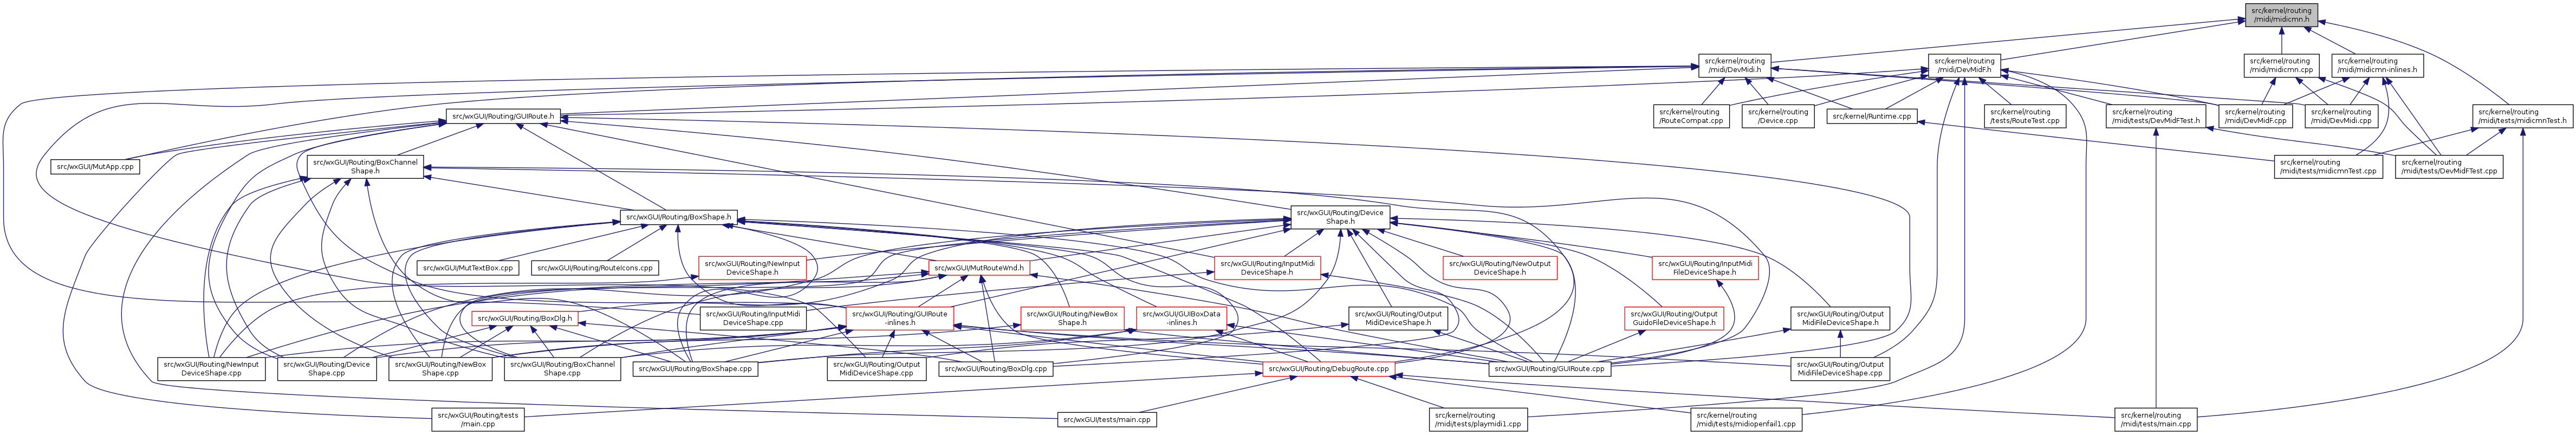 src/kernel/routing
/midi/midicmn.h
src/kernel/routing
/midi/DevMidi.h
src/kernel/routing
/midi/DevMidF.h
src/kernel/routing
/midi/midicmn.cpp
src/kernel/routing
/midi/midicmn-inlines.h
src/wxGUI/Routing/GUIRoute.h
src/kernel/routing
/RouteCompat.cpp
src/kernel/routing
/Device.cpp
src/kernel/Runtime.cpp
src/kernel/routing
/tests/RouteTest.cpp
src/kernel/routing
/midi/tests/DevMidFTest.h
src/kernel/routing
/midi/DevMidF.cpp
src/kernel/routing
/midi/DevMidi.cpp
src/kernel/routing
/midi/tests/midicmnTest.h
src/wxGUI/MutApp.cpp
src/wxGUI/Routing/BoxChannel
Shape.h
src/kernel/routing
/midi/tests/midicmnTest.cpp
src/kernel/routing
/midi/tests/DevMidFTest.cpp
src/wxGUI/Routing/BoxShape.h
src/wxGUI/Routing/Device
Shape.h
src/wxGUI/MutTextBox.cpp
src/wxGUI/Routing/RouteIcons.cpp
src/wxGUI/Routing/NewInput
DeviceShape.h
src/wxGUI/MutRouteWnd.h
src/wxGUI/Routing/InputMidi
DeviceShape.h
src/wxGUI/Routing/NewOutput
DeviceShape.h
src/wxGUI/Routing/InputMidi
FileDeviceShape.h
src/wxGUI/Routing/BoxDlg.h
src/wxGUI/Routing/InputMidi
DeviceShape.cpp
src/wxGUI/Routing/GUIRoute
-inlines.h
src/wxGUI/Routing/NewBox
Shape.h
src/wxGUI/GUIBoxData
-inlines.h
src/wxGUI/Routing/Output
MidiDeviceShape.h
src/wxGUI/Routing/Output
GuidoFileDeviceShape.h
src/wxGUI/Routing/Output
MidiFileDeviceShape.h
src/wxGUI/Routing/NewInput
DeviceShape.cpp
src/wxGUI/Routing/Device
Shape.cpp
src/wxGUI/Routing/NewBox
Shape.cpp
src/wxGUI/Routing/BoxChannel
Shape.cpp
src/wxGUI/Routing/BoxShape.cpp
src/wxGUI/Routing/Output
MidiDeviceShape.cpp
src/wxGUI/Routing/BoxDlg.cpp
src/wxGUI/Routing/DebugRoute.cpp
src/wxGUI/Routing/GUIRoute.cpp
src/wxGUI/Routing/Output
MidiFileDeviceShape.cpp
src/wxGUI/Routing/tests
/main.cpp
src/wxGUI/tests/main.cpp
src/kernel/routing
/midi/tests/playmidi1.cpp
src/kernel/routing
/midi/tests/midiopenfail1.cpp
src/kernel/routing
/midi/tests/main.cpp